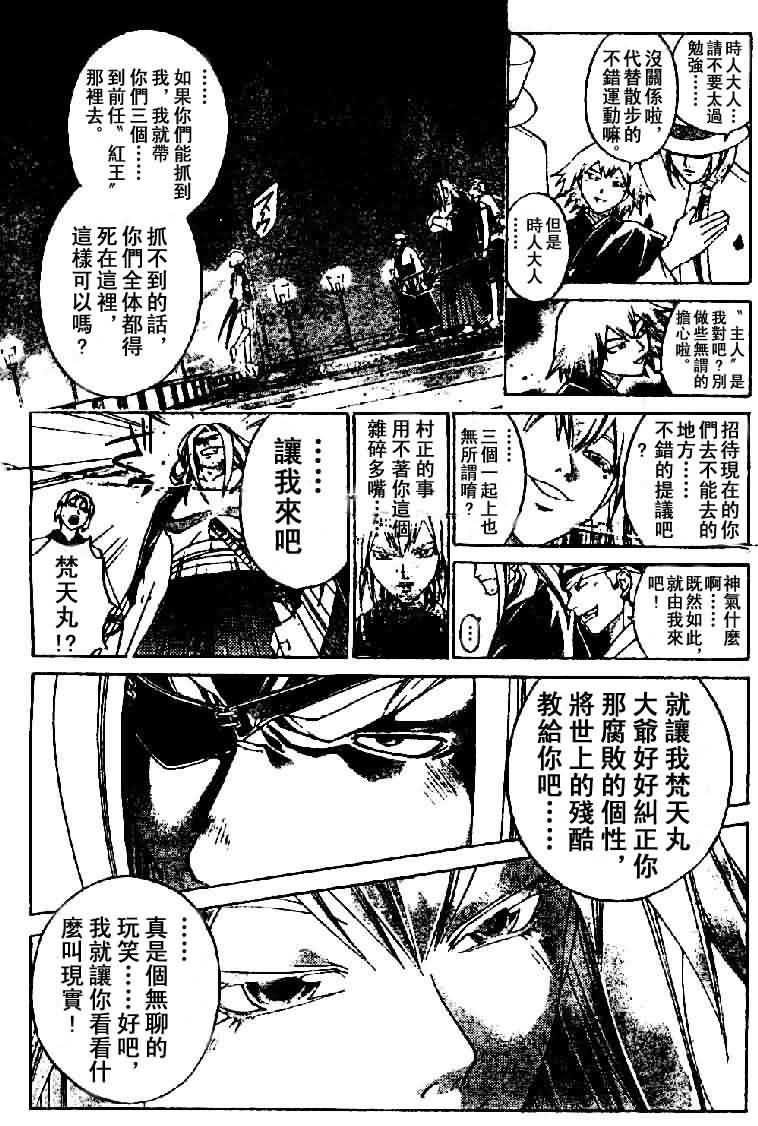 時人大人…
請不要太過
勉強……
沒關係啦，
代替散步的
不錯運動嘛。
但是
時人大人
……
〝主人〞是
我對吧？別
做些無謂的
擔心啦。
……
如果你們能抓到
我，我就帶
你們三個……
到前任〝紅王〞
那裡去。
抓不到的話，
你們全體都得
死在這裡，
這樣可以嗎？
招待現在的你
們去不能去的
地方……
不錯的提議吧
？
……
三個一起上也
無所謂唷？
神氣什麼
啊……
既然如此，
就由我來
吧！
…
村正的事
用不著你這個
雜碎多嘴…
……
讓我來吧
梵天丸
!?
就讓我梵天丸
大爺好好糾正你
那腐敗的個性，
將世上的殘酷
教給你吧……
……
真是個無聊的
玩笑……好吧，
我就讓你看看什
麼叫現實！